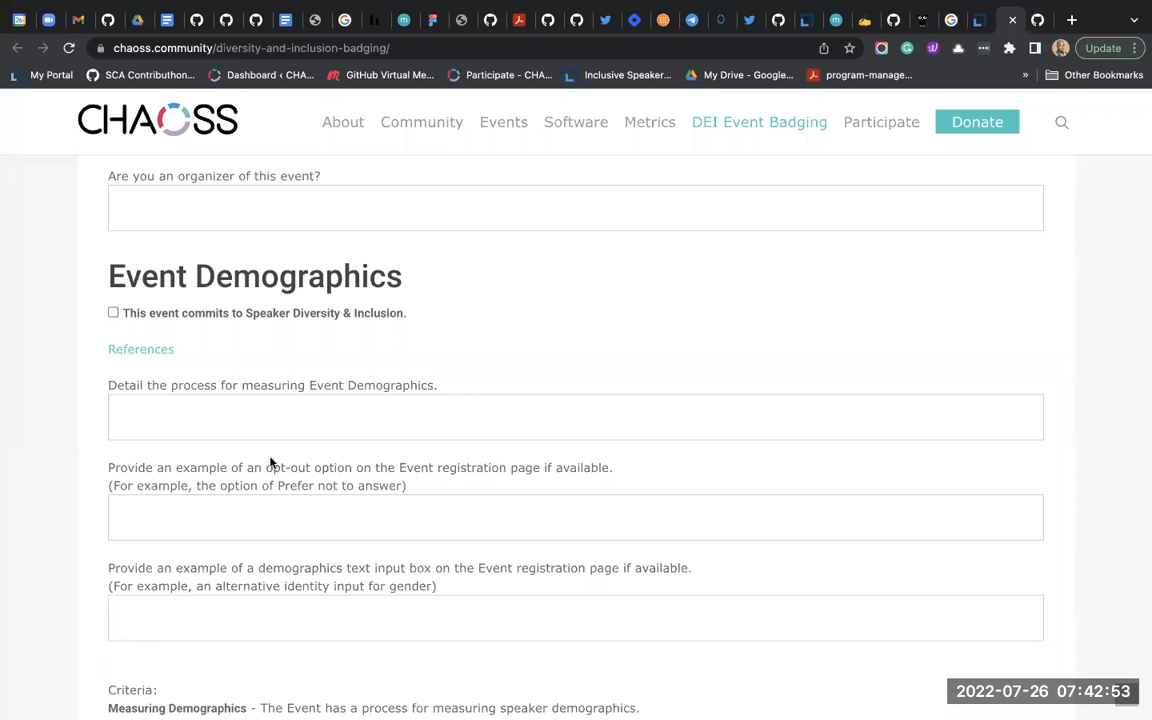 chaoss.community/diversity-and-inclusion-badging/
Update
My Portal
SCA Contributhon...
Dashboard ‹ CHA...
GitHub Virtual Me...
Participate - CHA...
Inclusive Speaker...
My Drive - Google...
program-manage...
»
Other Bookmarks
CHAOSS
About
Community
Events
Software
Metrics
DEI Event Badging
Participate
Donate
Are you an organizer of this event?
Event Demographics
This event commits to Speaker Diversity & Inclusion.
References
Detail the process for measuring Event Demographics.
Provide an example of an opt-out option on the Event registration page if available.
(For example, the option of Prefer not to answer)
Provide an example of a demographics text input box on the Event registration page if available.
(For example, an alternative identity input for gender)
Criteria:
Measuring Demographics - The Event has a process for measuring speaker demographics.
2022-07-26 07:42:53